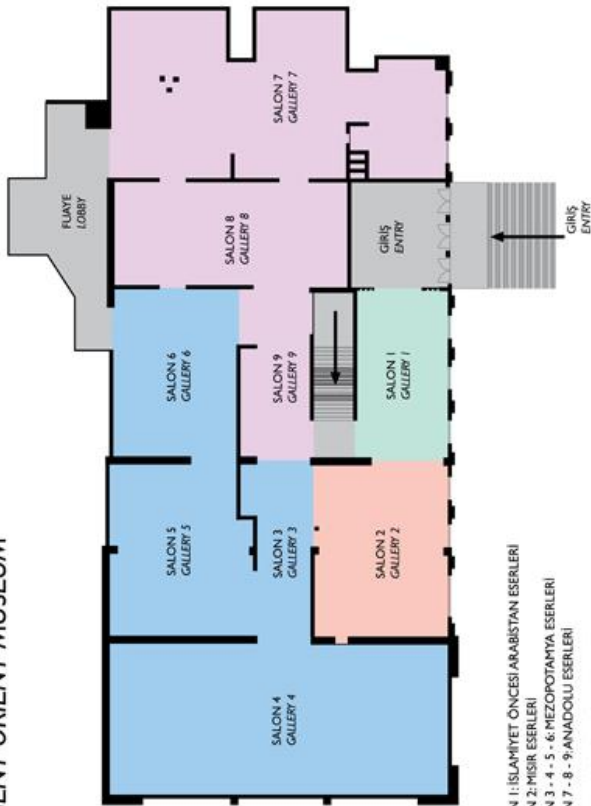 ENT ORIENT MUSEUM
FUAYE
LOBBY
SALON 7
GALLERY 7
SALON 8
GALLERY 8
SALON 6
GALLERY 6
SALON 9
GALLERY 9
GİRİŞ
ENTRY
GİRİŞ
ENTRY
SALON 1
GALLERY 1
SALON 5
GALLERY 5
SALON 3
GALLERY 3
SALON 2
GALLERY 2
SALON 4
GALLERY 4
N 1: İSLAMİYET ÖNCESİ ARABİSTAN ESERLERİ
N 2: MISIR ESERLERİ
N 3 - 4 - 5 - 6: MEZOPOTAMYA ESERLERİ
N 7 - 8 - 9: ANADOLU ESERLERİ